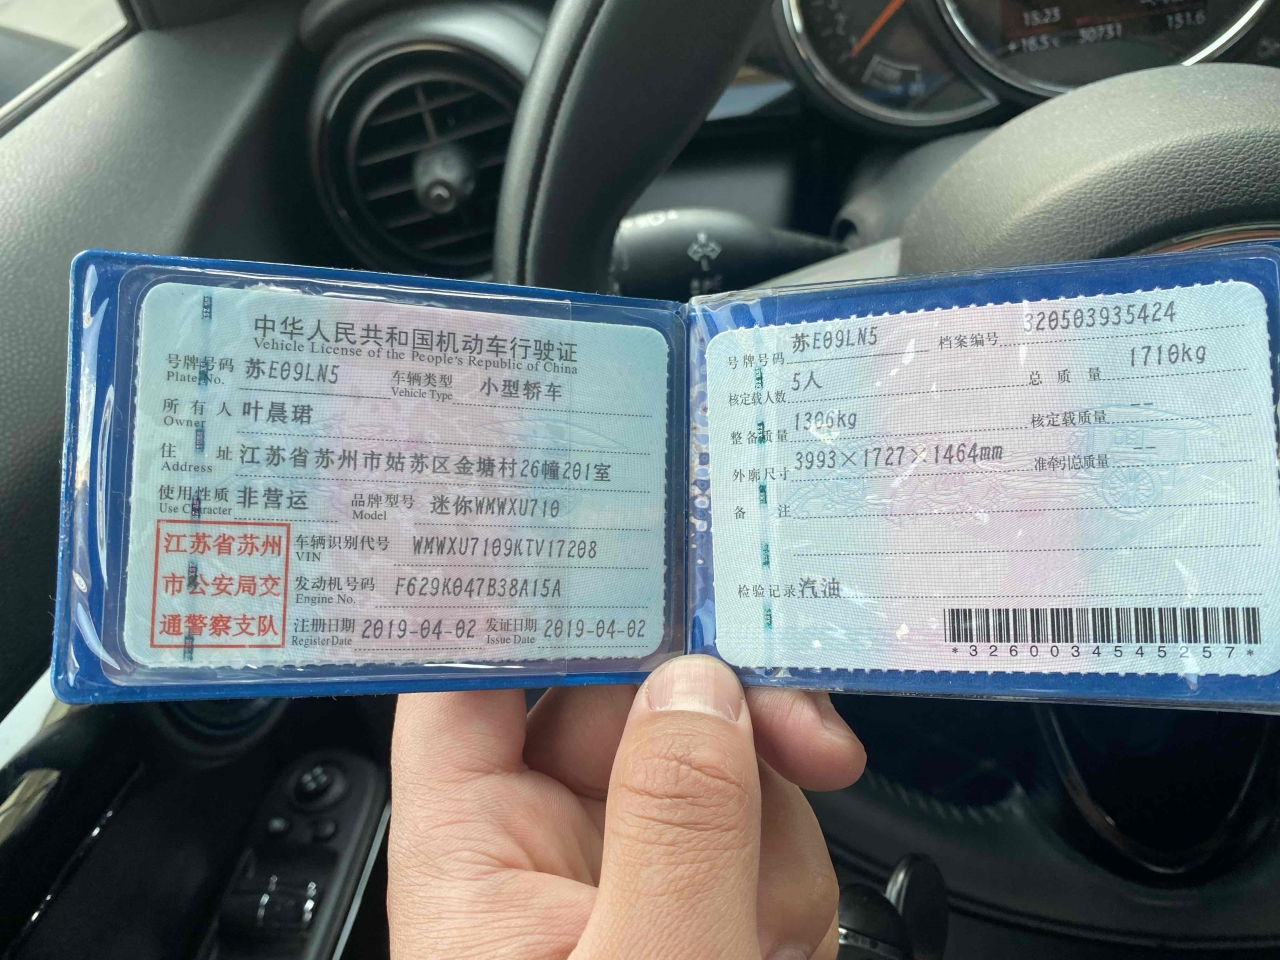 15:23
151.6
+16.5℃
30731
中华人民共和国机动车行驶证
Vehicle License of the People's Republic of China
号牌号码 苏E09LN5 车辆类型 小型轿车
Plate No. Vehicle Type
所有人 叶晨珺
Owner
住址 江苏省苏州市姑苏区金塘村26幢201室
Address
使用性质 非营运 品牌型号 迷你WMWXU710
Use Character Model
江苏省苏州
市公安局交
通警察支队
车辆识别代号 WMWXU7109KTV17208
VIN
发动机号码 F629K047B38A15A
Engine No.
注册日期 2019-04-02 发证日期 2019-04-02
Register Date Issue Date
号牌号码 苏E09LN5 档案编号 320503935424
核定载人数 5人 总质量 1710kg
整备质量 1306kg 核定载质量 --
外廓尺寸 3993×1727×1464mm 准牵引总质量 --
备注
检验记录 汽油
*3260034545257*